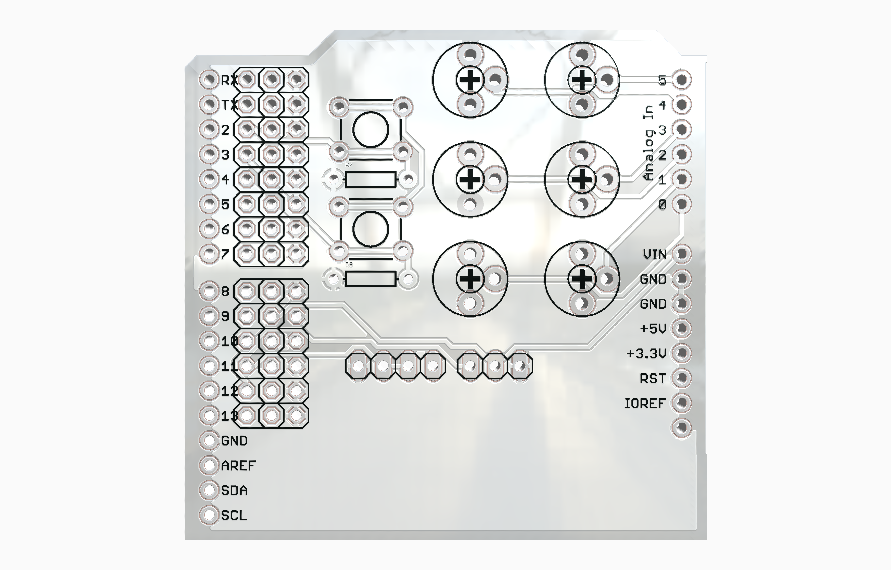 RX
TX
2
3
4
5
6
7
8
9
10
11
12
13
GND
AREF
SDA
SCL
Analog In
5
4
3
2
1
0
VIN
GND
GND
+5V
+3.3V
RST
IOREF